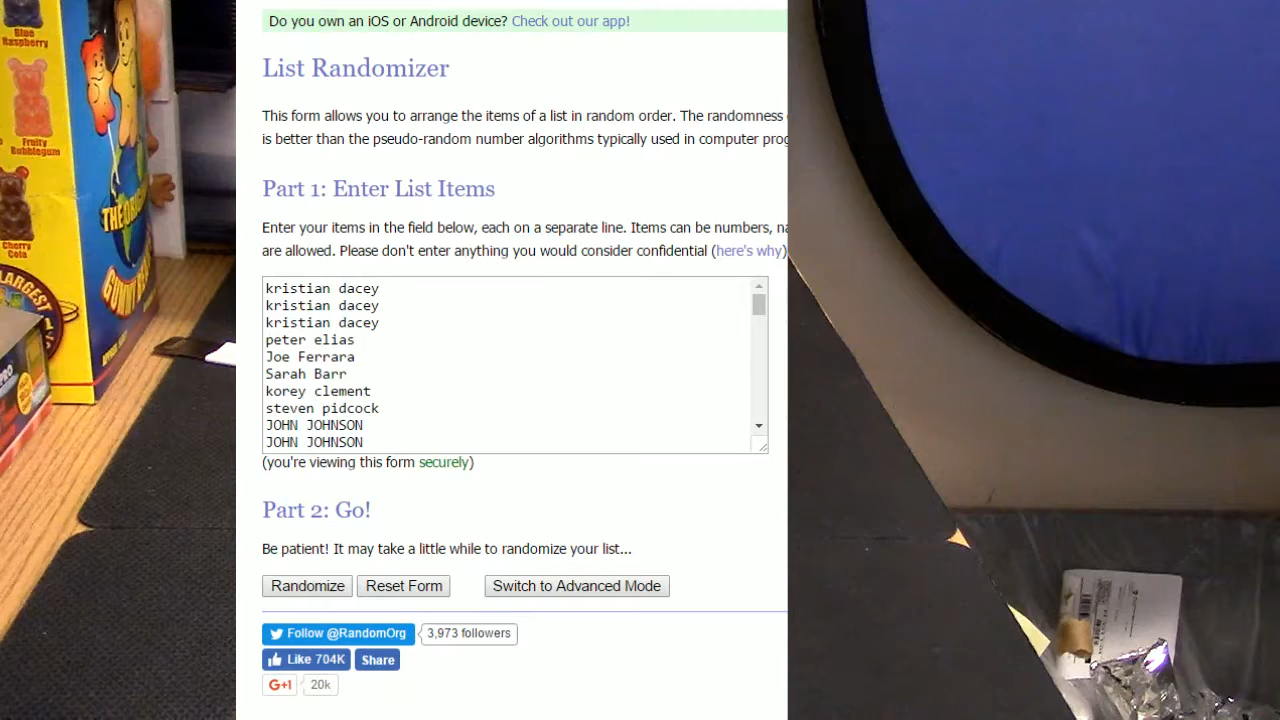 Do you own an iOS or Android device? Check out our app!
List Randomizer
This form allows you to arrange the items of a list in random order. The randomness
is better than the pseudo-random number algorithms typically used in computer
Part 1: Enter List Items
Enter your items in the field below, each on a separate line. Items can be numbers,
are allowed. Please don't enter anything you would consider confidential (here's why)
kristian dacey
kristian dacey
kristian dacey
peter elias
Joe Ferrara
Sarah Barr
korey clement
steven pidcock
JOHN JOHNSON
JOHN JOHNSON
(you're viewing this form securely)
Part 2: Go!
Be patient! It may take a little while to randomize your list...
Randomize Reset Form Switch to Advanced Mode
Follow @RandomOrg 3,973 followers
Like 704K Share
G+1 20k
Blue
Raspberry
Fruity
Bubblegum
Cherry
Cola
THE
LARGEST
PRO